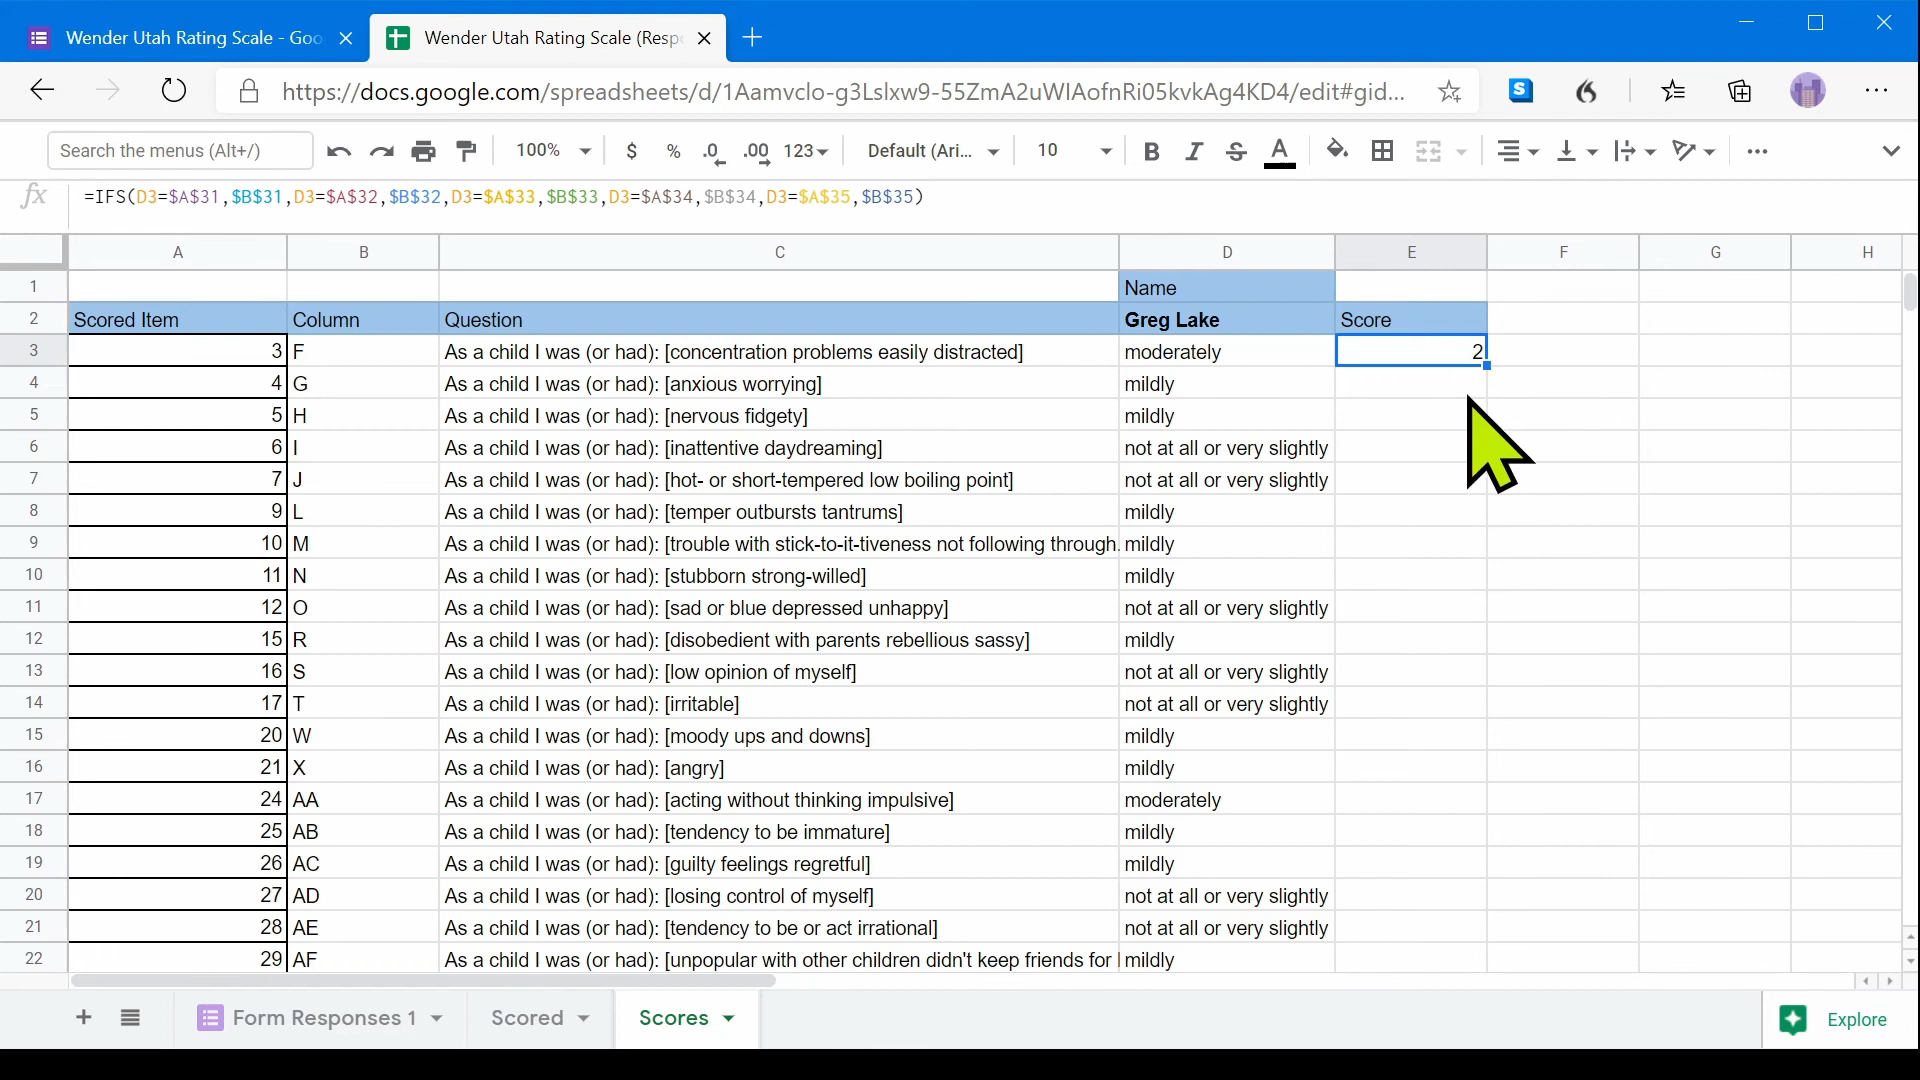 Wender Utah Rating Scale - Goo
Wender Utah Rating Scale (Resp
https://docs.google.com/spreadsheets/d/1Aamvclo-g3Lslxw9-55ZmA2uWIAofnRi05kvkAg4KD4/edit#gid...
S
Search the menus (Alt+/)
100%
$
%
.0
.00
123
Default (Ari...
10
B
I
S
A
fx
=IFS(D3=$A$31,$B$31,D3=$A$32,$B$32,D3=$A$33,$B$33,D3=$A$34,$B$34,D3=$A$35,$B$35)
A B C D E F G H
1 Name
2 Scored Item Column Question Greg Lake Score
3 3 F As a child I was (or had): [concentration problems easily distracted] moderately 2
4 4 G As a child I was (or had): [anxious worrying] mildly
5 5 H As a child I was (or had): [nervous fidgety] mildly
6 6 I As a child I was (or had): [inattentive daydreaming] not at all or very slightly
7 7 J As a child I was (or had): [hot- or short-tempered low boiling point] not at all or very slightly
8 9 L As a child I was (or had): [temper outbursts tantrums] mildly
9 10 M As a child I was (or had): [trouble with stick-to-it-tiveness not following through. mildly
10 11 N As a child I was (or had): [stubborn strong-willed] mildly
11 12 O As a child I was (or had): [sad or blue depressed unhappy] not at all or very slightly
12 15 R As a child I was (or had): [disobedient with parents rebellious sassy] mildly
13 16 S As a child I was (or had): [low opinion of myself] not at all or very slightly
14 17 T As a child I was (or had): [irritable] not at all or very slightly
15 20 W As a child I was (or had): [moody ups and downs] mildly
16 21 X As a child I was (or had): [angry] mildly
17 24 AA As a child I was (or had): [acting without thinking impulsive] moderately
18 25 AB As a child I was (or had): [tendency to be immature] mildly
19 26 AC As a child I was (or had): [guilty feelings regretful] mildly
20 27 AD As a child I was (or had): [losing control of myself] not at all or very slightly
21 28 AE As a child I was (or had): [tendency to be or act irrational] not at all or very slightly
22 29 AF As a child I was (or had): [unpopular with other children didn't keep friends for mildly
Form Responses 1
Scored
Scores
Explore